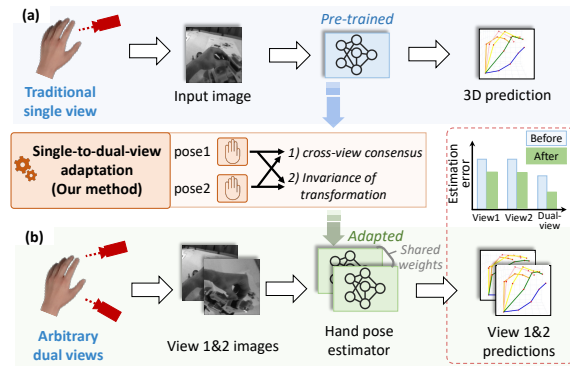 (a)
Pre-trained
Traditional
single view
Input image
3D prediction
Single-to-dual-view
adaptation
(Our method)
pose1
pose2
1) cross-view consensus
2) Invariance of
transformation
Estimation
error
Before
After
View1 View2 Dual-
view
(b)
Adapted
Shared
weights
Arbitrary
dual views
View 1&2 images
Hand pose
estimator
View 1&2
predictions